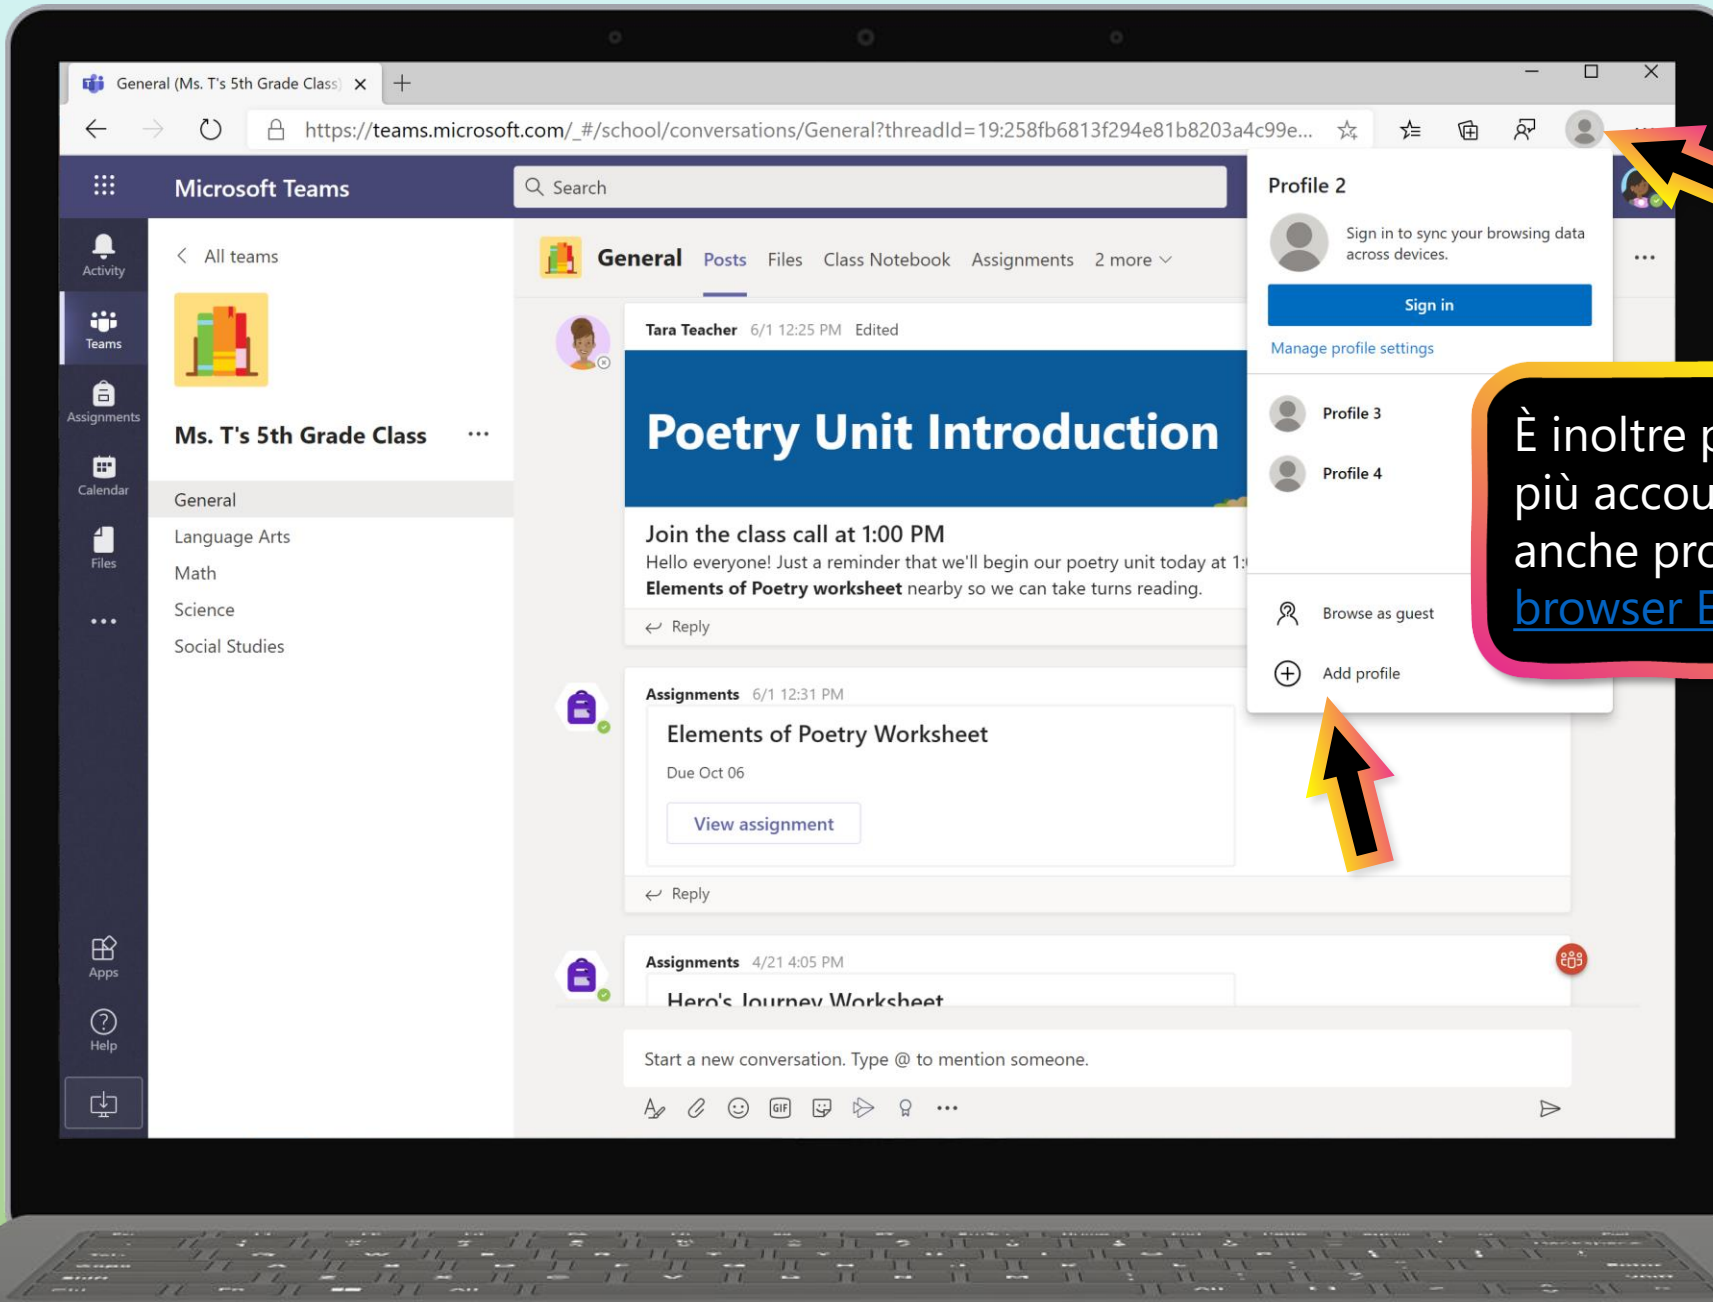 General (Ms. T's 5th Grade Class)
https://teams.microsoft.com/_#/school/conversations/General?threadId=19:258fb6813f294e81b8203a4c99e...
Microsoft Teams
Search
Activity
Teams
Assignments
Calendar
Files
Apps
Help
All teams
Ms. T's 5th Grade Class
General
Language Arts
Math
Science
Social Studies
General Posts Files Class Notebook Assignments 2 more
Tara Teacher 6/1 12:25 PM Edited
Poetry Unit Introduction
Join the class call at 1:00 PM
Hello everyone! Just a reminder that we'll begin our poetry unit today at 1:
Elements of Poetry worksheet nearby so we can take turns reading.
Reply
Assignments 6/1 12:31 PM
Elements of Poetry Worksheet
Due Oct 06
View assignment
Reply
Assignments 4/21 4:05 PM
Hero's Journey Worksheet
Start a new conversation. Type @ to mention someone.
GIF
Profile 2
Sign in to sync your browsing data
across devices.
Sign in
Manage profile settings
Profile 3
Profile 4
Browse as guest
Add profile
È inoltre
più
anche
browser